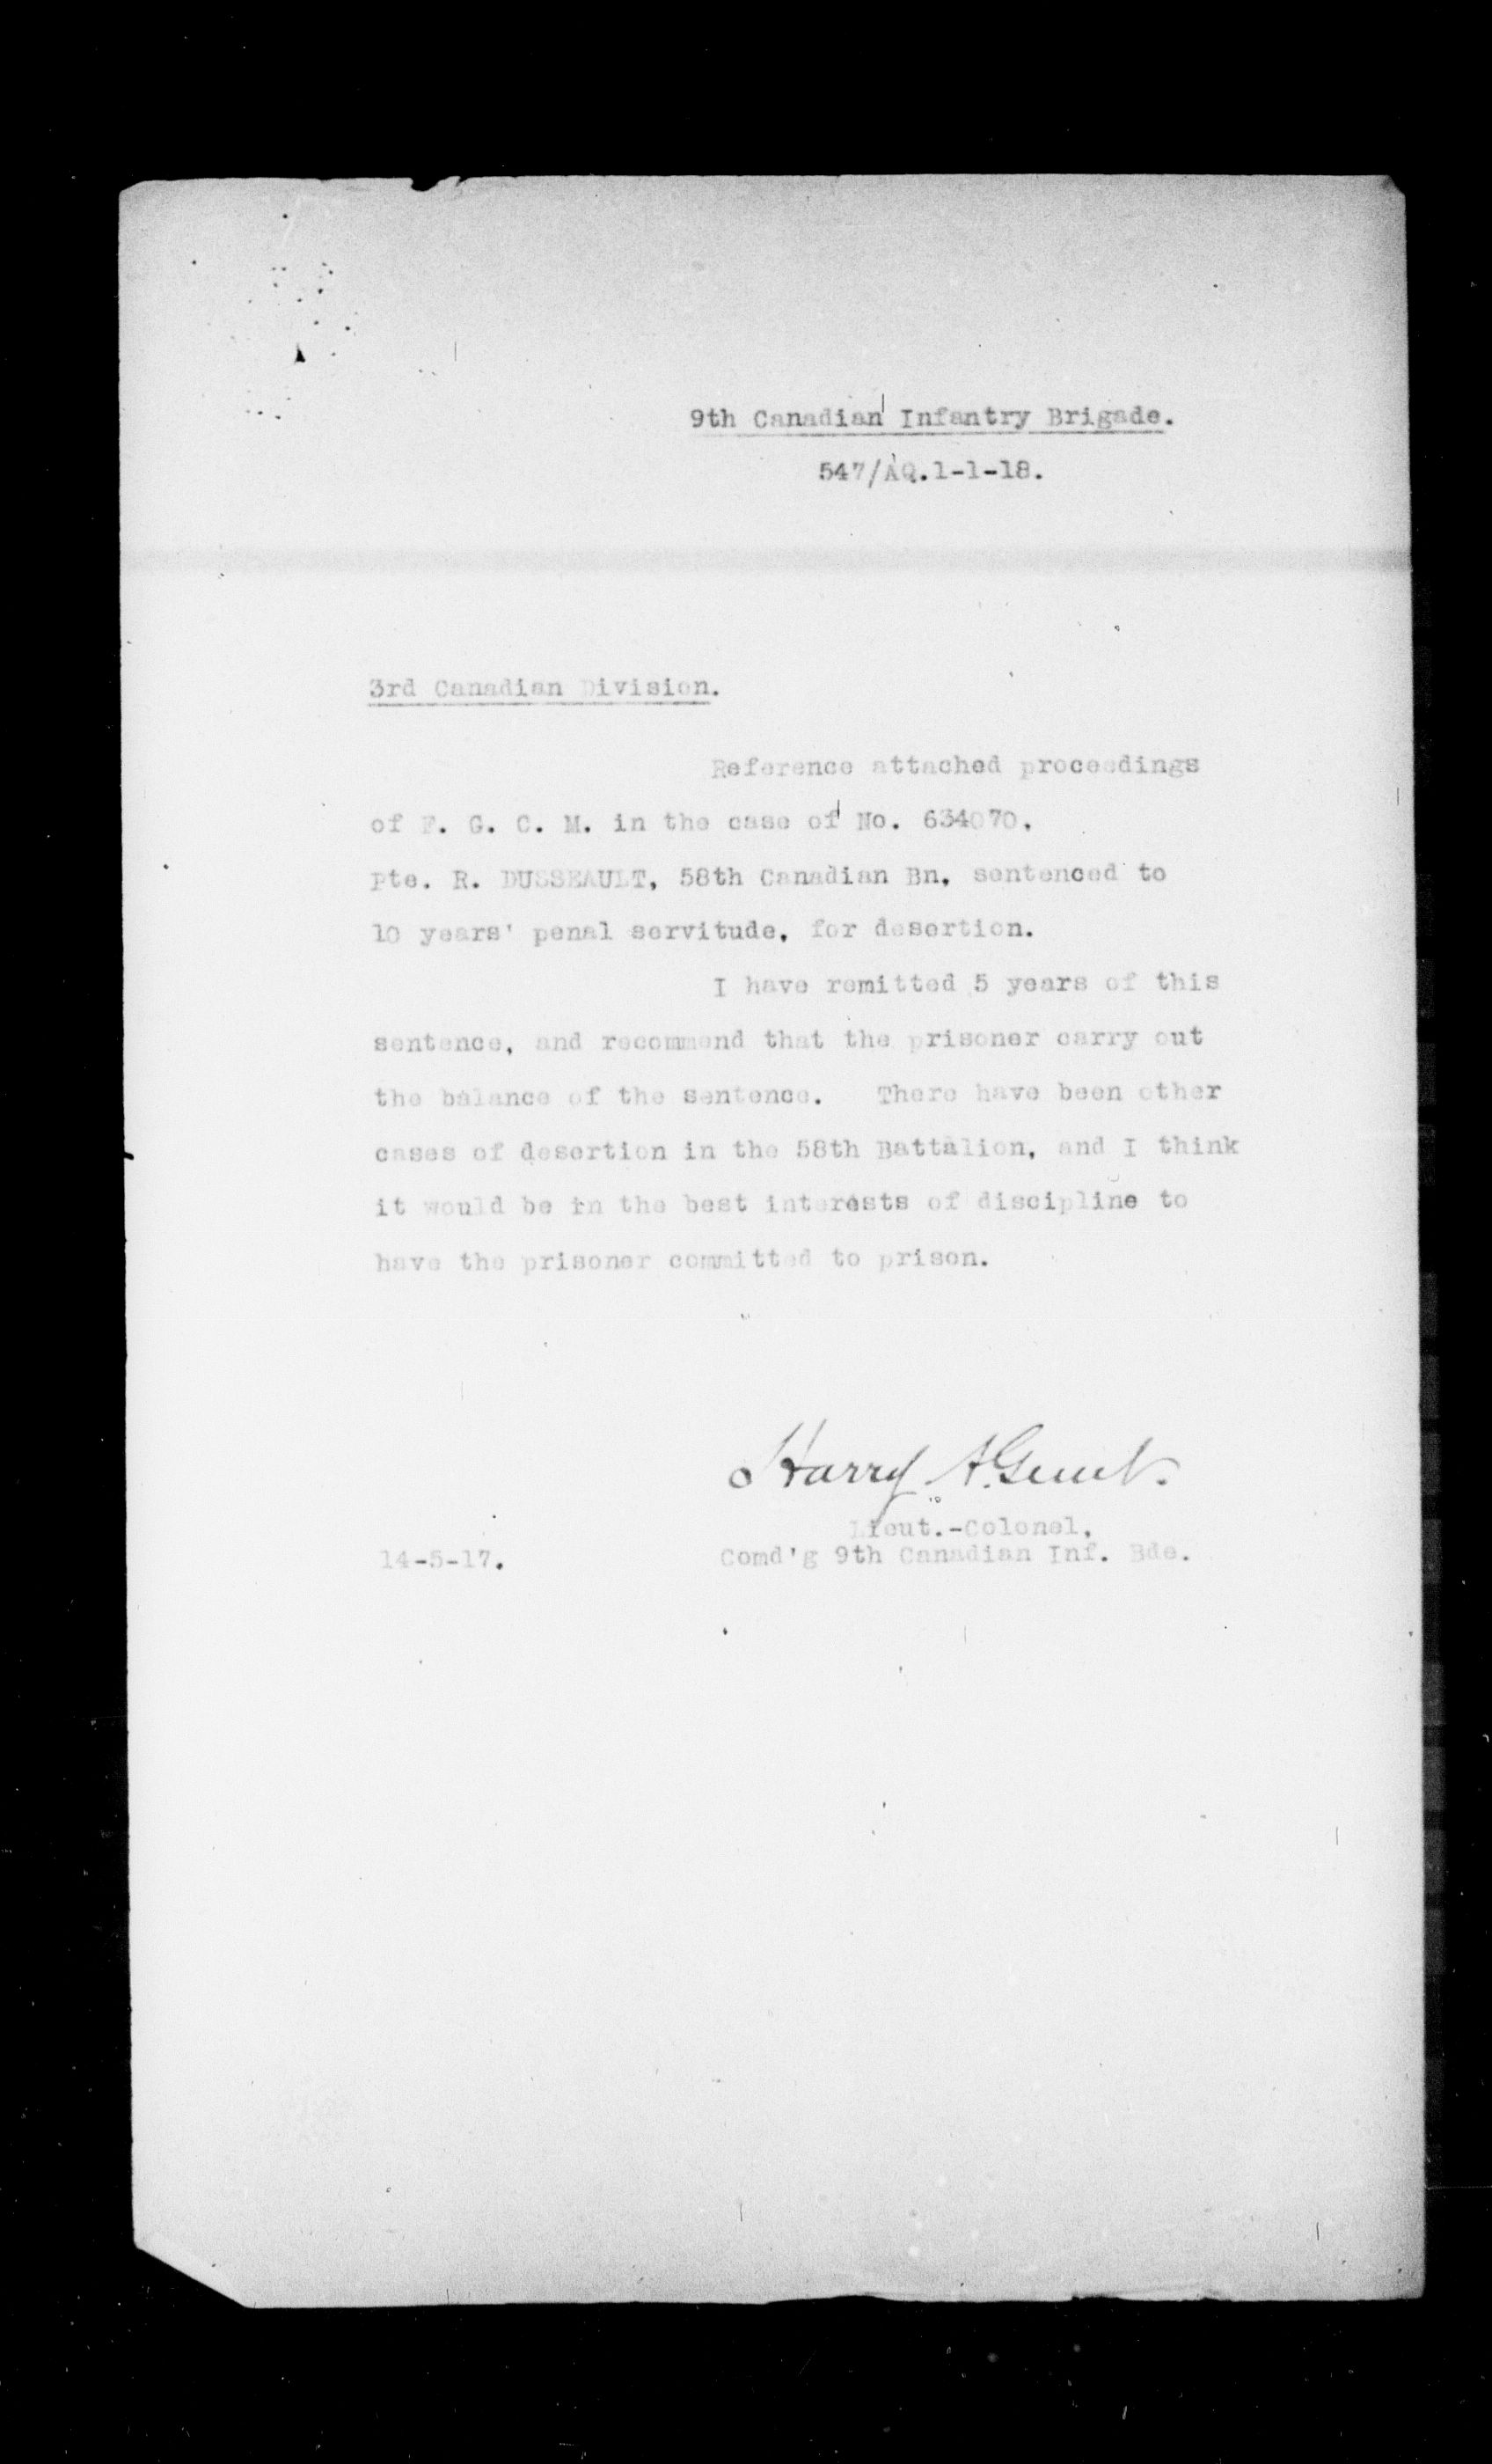 9th Canadian Infantry Brigade.
547/AQ.1-1-18.
3rd Canadian Division.
Reference attached proceedings
of F. G. C. M. in the case of No. 634070,
Pte. R. DUSSEAULT, 58th Canadian Bn, sentenced to
10 years' penal servitude, for desertion.
I have remitted 5 years of this
sentence, and recommend that the prisoner carry out
the balance of the sentence. There have been other
cases of desertion in the 58th Battalion, and I think
it would be in the best interests of discipline to
have the prisoner committed to prison.
Harry A.
Lieut.-Colonel,
14-5-17. Comd'g 9th Canadian Inf. Bde.